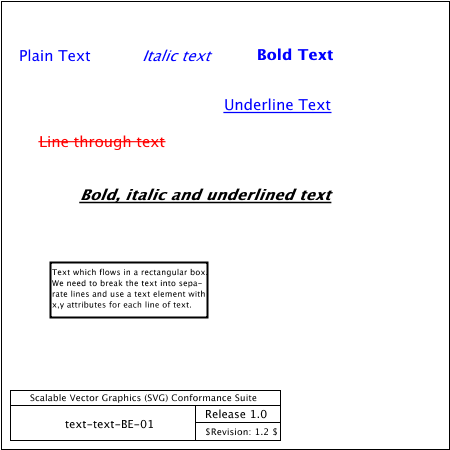 Plain Text Italic text Bold Text
Underline Text
Line through text
Bold, italic and underlined text
Text which flows in a rectangular box.
We need to break the text into sepa-
rate lines and use a text element with
x,y attributes for each line of text.
Scalable Vector Graphics (SVG) Conformance Suite
text-text-BE-01
Release 1.0
$Revision: 1.2 $